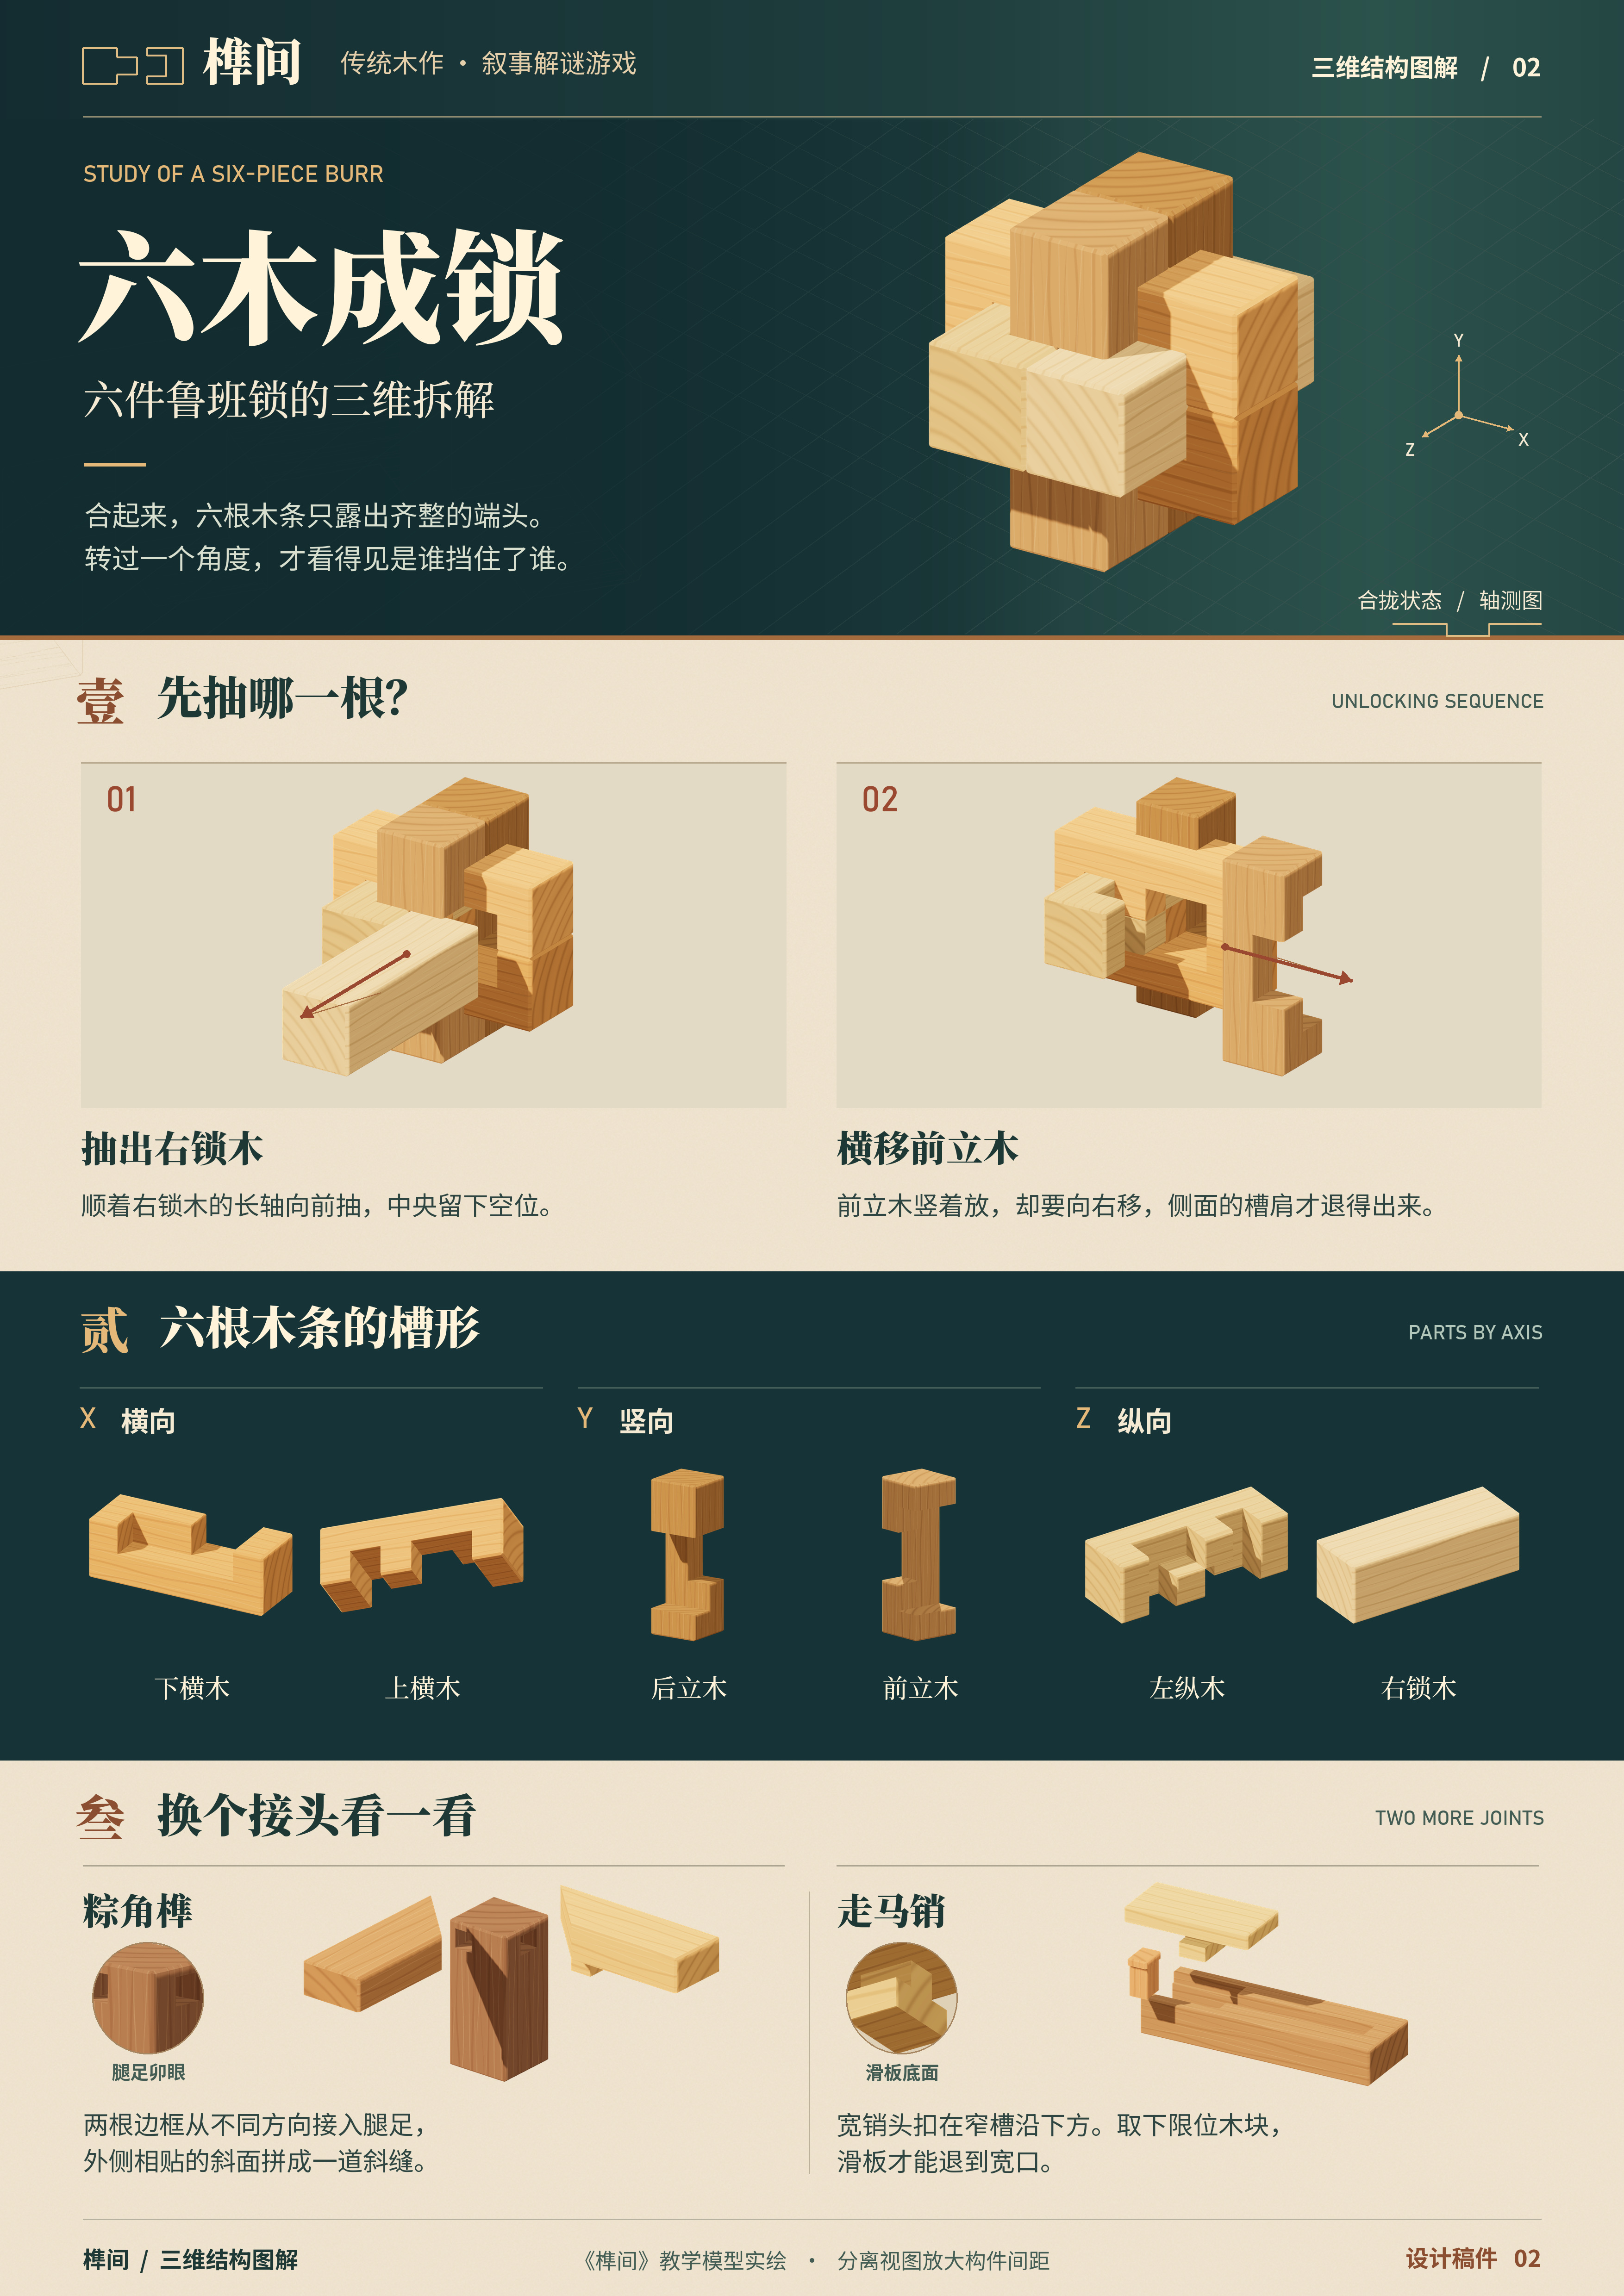 榫间
传统木作 · 叙事解谜游戏
三维结构图解 / 02
STUDY OF A SIX-PIECE BURR
六木成锁
六件鲁班锁的三维拆解
合起来，六根木条只露出齐整的端头。
转过一个角度，才看得见是谁挡住了谁。
Y
Z
X
合拢状态 / 轴测图
壹 先抽哪一根？
UNLOCKING SEQUENCE
01
02
抽出右锁木
顺着右锁木的长轴向前抽，中央留下空位。
横移前立木
前立木竖着放，却要向右移，侧面的槽肩才退得出来。
贰 六根木条的槽形
PARTS BY AXIS
X 横向
Y 竖向
Z 纵向
下横木
上横木
后立木
前立木
左纵木
右锁木
叁 换个接头看一看
TWO MORE JOINTS
粽角榫
腿足卯眼
两根边框从不同方向接入腿足，
外侧相贴的斜面拼成一道斜缝。
走马销
滑板底面
宽销头扣在窄槽沿下方。取下限位木块，
滑板才能退到宽口。
榫间 / 三维结构图解
《榫间》教学模型实绘 · 分离视图放大构件间距
设计稿件 02